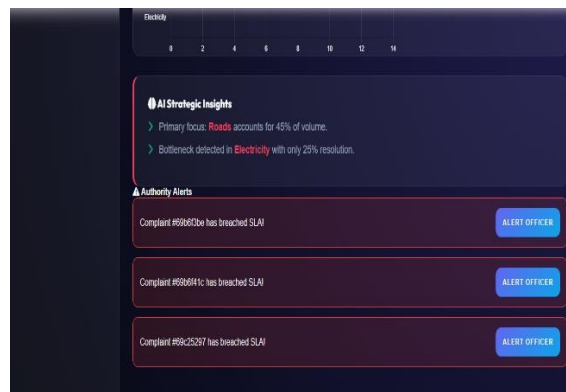 Electricity
0 2 4 6 8 10 12 14
AI Strategic Insights
Primary focus: Roads accounts for 45% of volume.
Bottleneck detected in Electricity with only 25% resolution.
Authority Alerts
Complaint #69b6f3be has breached SLA!
ALERT OFFICER
Complaint #69b6f41c has breached SLA!
ALERT OFFICER
Complaint #69c25297 has breached SLA!
ALERT OFFICER